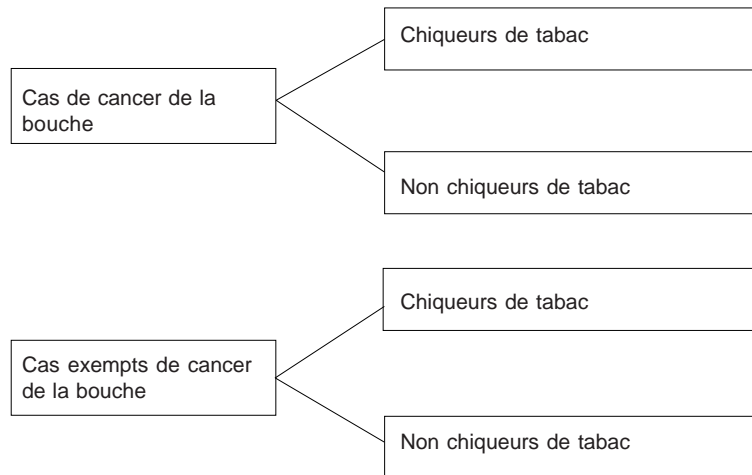 Chiqueurs de tabac
Cas de cancer de la
bouche
Non chiqueurs de tabac
Chiqueurs de tabac
Cas exempts de cancer
de la bouche
Non chiqueurs de tabac